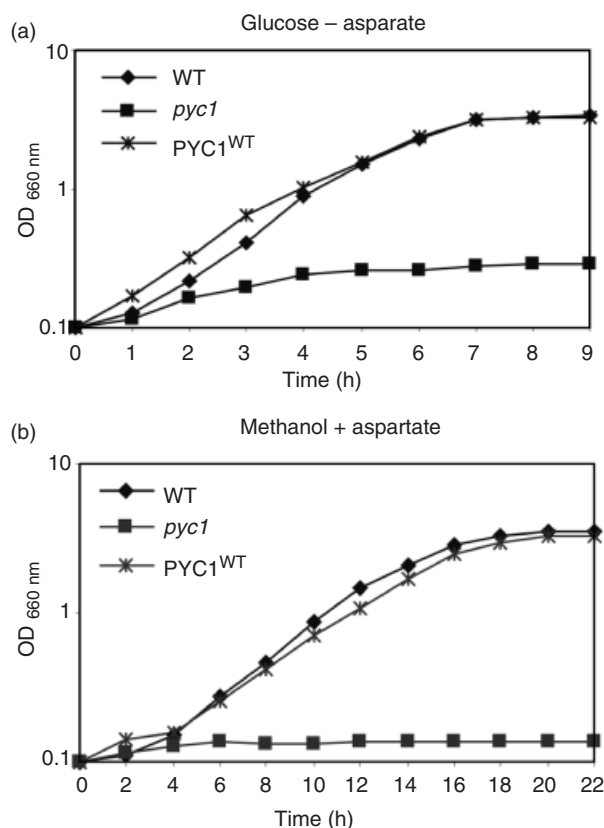 (a)
Glucose – asparate
10
WT
pyc1
PYC1WT
1
OD 660 nm
0.1
0 1 2 3 4 5 6 7 8 9
Time (h)
(b)
Methanol + aspartate
10
WT
pyc1
PYC1WT
1
OD 660 nm
0.1
0 2 4 6 8 10 12 14 16 18 20 22
Time (h)